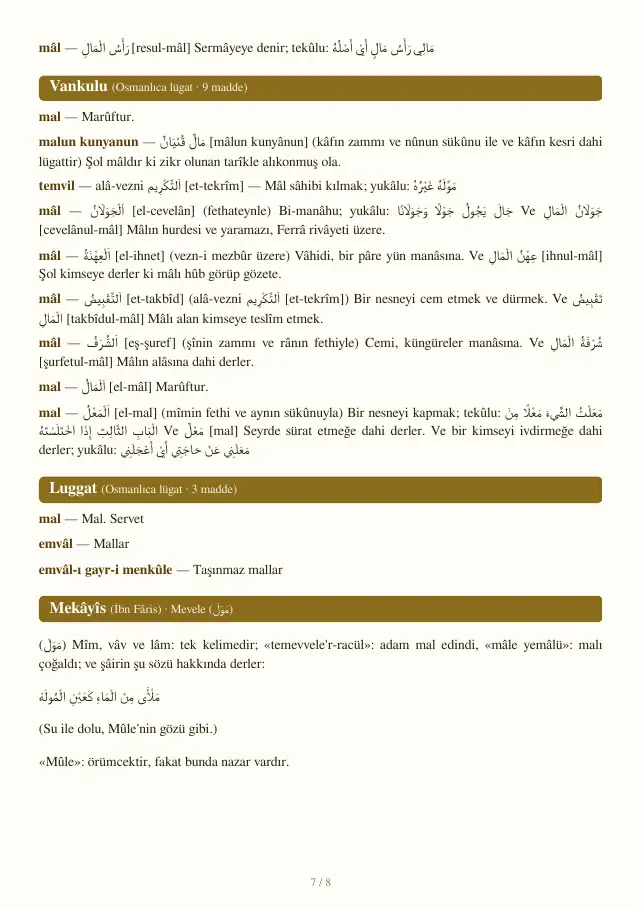 mâl — رَأْسُ الْمَالِ [resul-mâl] Sermâyeye denir; tekûlu: مَالِي رَأْسُ مَالٍ أَيْ أَصْلُهُ
Vankulu (Osmanlıca lügat · 9 madde)
mal — Marûftur.
malun kunyanun — مَالٌ قُنْيَانٌ [mâlun kunyânun] (kâfın zammı ve nûnun sükûnu ile ve kâfın kesri dahi
lügattir) Şol mâldır ki zikr olunan tarîkle alıkonmuş ola.
temvil — alâ-vezni اَلتَّكْرِيم [et-tekrîm] — Mâl sâhibi kılmak; yukâlu: مَوَّلَهُ غَيْرُهُ
mâl — اَلْجَوَلَانُ [el-cevelân] (fethateynle) Bi-manâhu; yukâlu: جَالَ يَجُولُ جَوْلًا وَجَوَلَانًا Ve جَوَلَانُ الْمَالِ
[cevelânul-mâl] Mâlın hurdesi ve yaramazı, Ferrâ rivâyeti üzere.
mâl — اَلْعِهْنَةُ [el-ihnet] (vezn-i mezbûr üzere) Vâhidi, bir pâre yün manâsına. Ve عِهْنُ الْمَالِ [ihnul-mâl]
Şol kimseye derler ki mâlı hûb görüp gözete.
mâl — اَلتَّقْبِيضُ [et-takbîd] (alâ-vezni اَلتَّكْرِيم [et-tekrîm]) Bir nesneyi cem etmek ve dürmek. Ve تَقْبِيضُ
الْمَالِ [takbîdul-mâl] Mâlı alan kimseye teslîm etmek.
mâl — اَلشُّرَفُ [eş-şuref] (şînin zammı ve rânın fethiyle) Cemi, küngüreler manâsına. Ve شُرْفَةُ الْمَالِ
[şurfetul-mâl] Mâlın alâsına dahi derler.
mal — اَلْمَالُ [el-mâl] Marûftur.
mal — اَلْمَعْلُ [el-mal] (mîmin fethi ve aynın sükûnuyla) Bir nesneyi kapmak; tekûlu: مَعَلْتُ الشَّيءَ مَعْلًا مِنَ
الْبَابِ الثَّالِثِ إِذَا اخْتَلَسْتَهُ Ve مَعْلٌ [mal] Seyrde sürat etmeğe dahi derler. Ve bir kimseyi ivdirmeğe dahi
derler; yukâlu: مَعَلَنِي عَنْ حَاجَتِي أَيْ أَعْجَلَنِي
Luggat (Osmanlıca lügat · 3 madde)
mal — Mal. Servet
emvâl — Mallar
emvâl-ı gayr-i menkûle — Taşınmaz mallar
Mekâyîs (İbn Fâris) · Mevele (مَوَلَ)
(مَوَلَ) Mîm, vâv ve lâm: tek kelimedir; «temevvele'r-racül»: adam mal edindi, «mâle yemâlü»: malı
çoğaldı; ve şâirin şu sözü hakkında derler:
مَلْأَى مِنَ الْمَاءِ كَعَيْنِ الْمُولَهْ
(Su ile dolu, Mûle'nin gözü gibi.)
«Mûle»: örümcektir, fakat bunda nazar vardır.
7 / 8